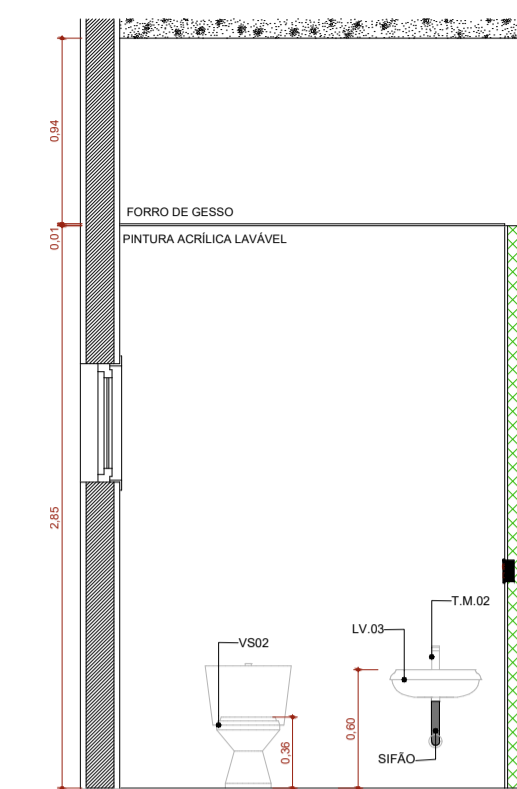 0,94
FORRO DE GESSO
0,01
PINTURA ACRÍLICA LAVÁVEL
2,85
T.M.02
LV.03
VS02
0,60
0,36
SIFÃO